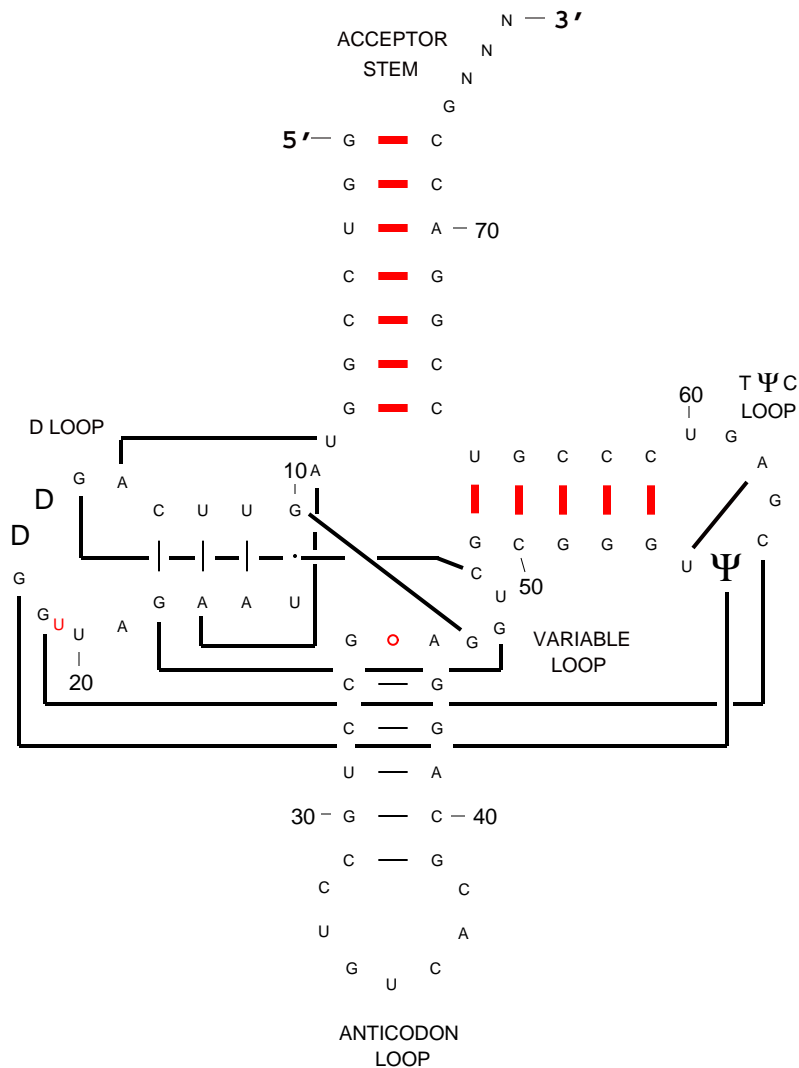 N — 3′
ACCEPTOR
STEM
N
N
G
5′ — G C
G C
U A — 70
C G
C G
G C
G C
60
T Ψ C
LOOP
D LOOP
U
U G
U G C C C
10 A
G A
A
D
C U U G
G
D
G C G G G
C
50
U Ψ
C
G
G A A U
U
G U U A
G A G G
VARIABLE
LOOP
20
C G
C G
U A
30 — G C — 40
C G
C C
U A
G C
U
ANTICODON
LOOP